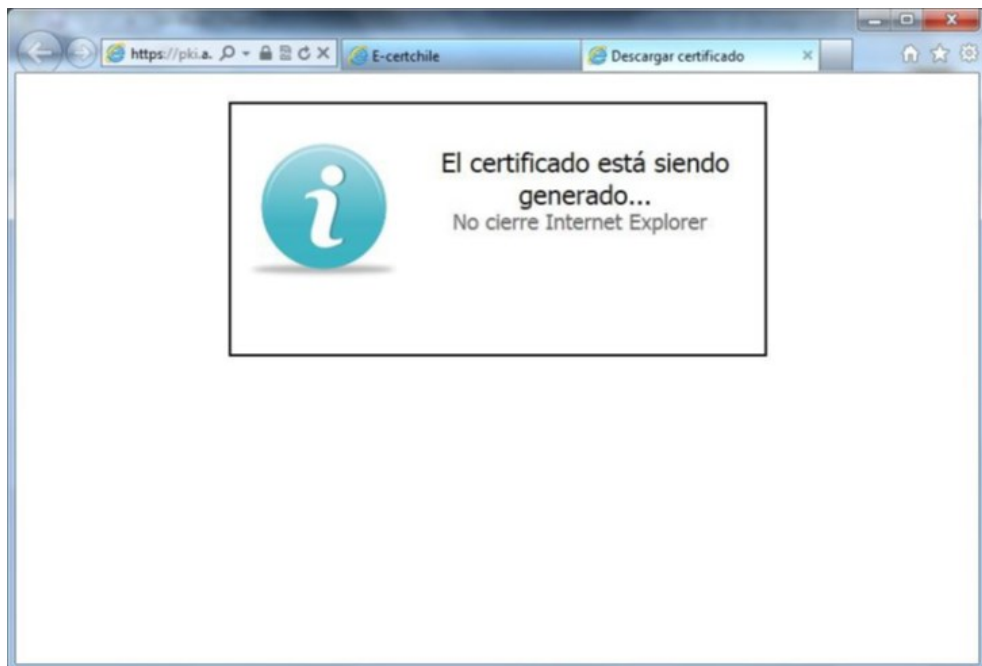 https://pki.a.
E-certchile
Descargar certificado
El certificado está siendo
generado...
No cierre Internet Explorer